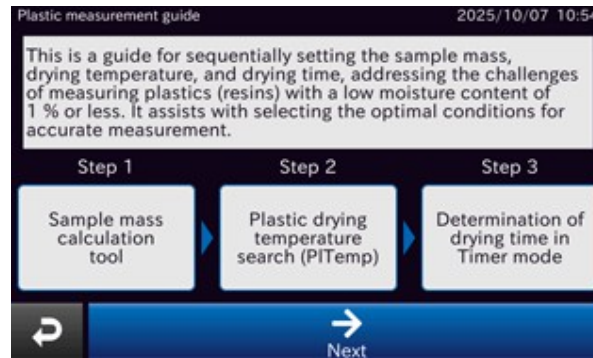 Plastic measurement guide
2025/10/07 10:54
This is a guide for sequentially setting the sample mass,
drying temperature, and drying time, addressing the challenges
of measuring plastics (resins) with a low moisture content of
1 % or less. It assists with selecting the optimal conditions for
accurate measurement.
Step 1
Step 2
Step 3
Sample mass
calculation
tool
Plastic drying
temperature
search (PlTemp)
Determination of
drying time in
Timer mode
Next